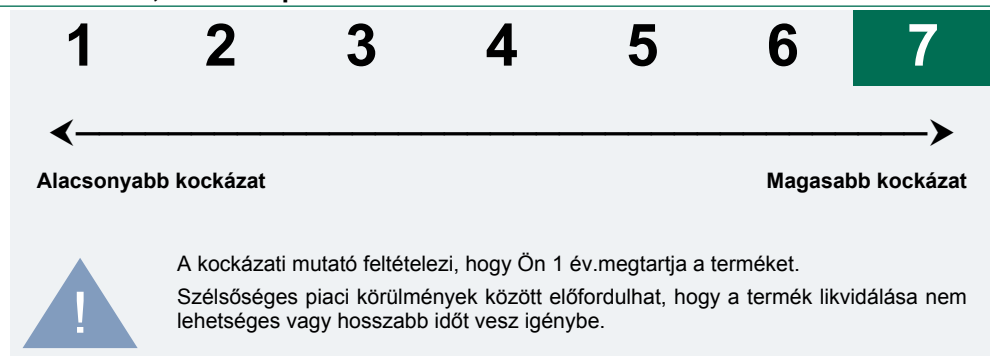 1 2 3 4 5 6 7
Alacsonyabb kockázat Magasabb kockázat
A kockázati mutató feltételezi, hogy Ön 1 év.megtartja a terméket.
Szélsőséges piaci körülmények között előfordulhat, hogy a termék likvidálása nem
lehetséges vagy hosszabb időt vesz igénybe.
!